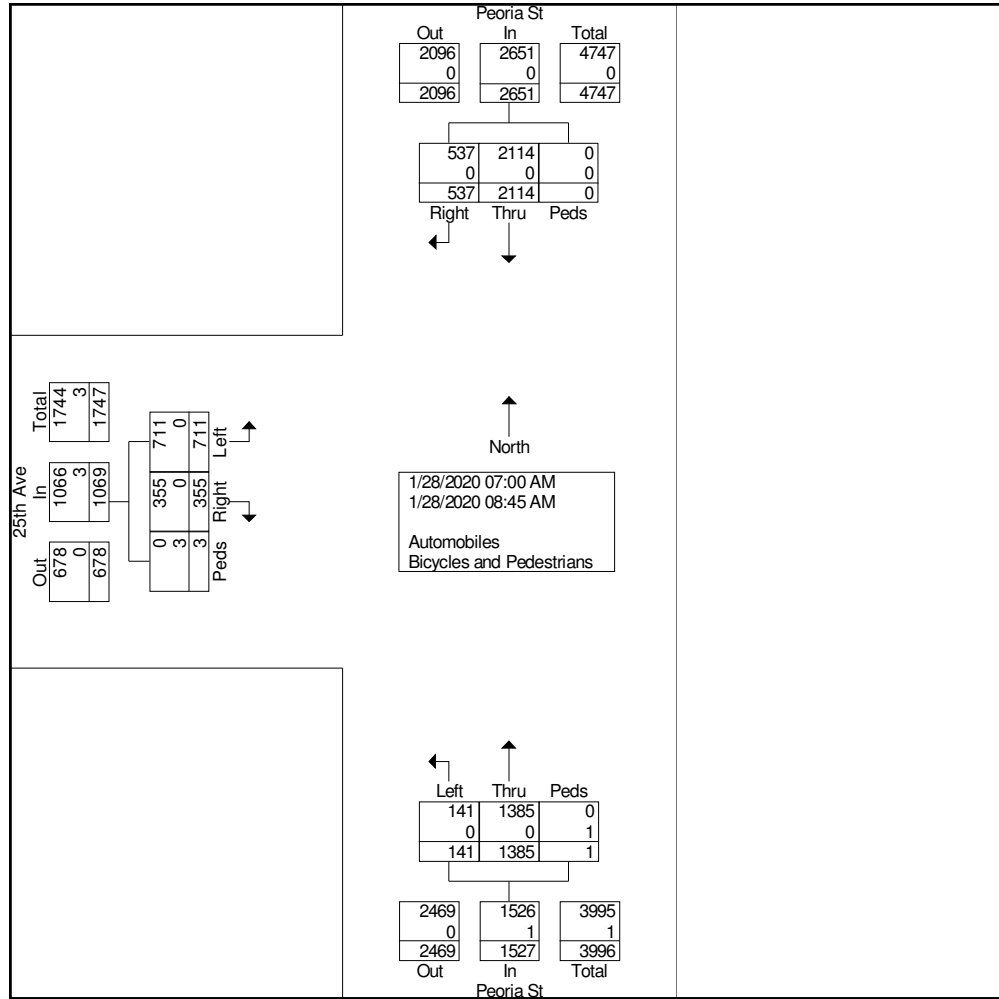 Peoria St
Out In Total
2096 2651 4747
0 0 0
2096 2651 4747
537 2114 0
0 0 0
537 2114 0
Right Thru Peds
25th Ave
Out In Total
678 1066 1744
0 3 3
678 1069 1747
0 355 711
3 0 0
3 355 711
Peds Right Left
North
1/28/2020 07:00 AM
1/28/2020 08:45 AM
Automobiles
Bicycles and Pedestrians
Left Thru Peds
141 1385 0
0 0 1
141 1385 1
2469 1526 3995
0 1 1
2469 1527 3996
Out In Total
Peoria St